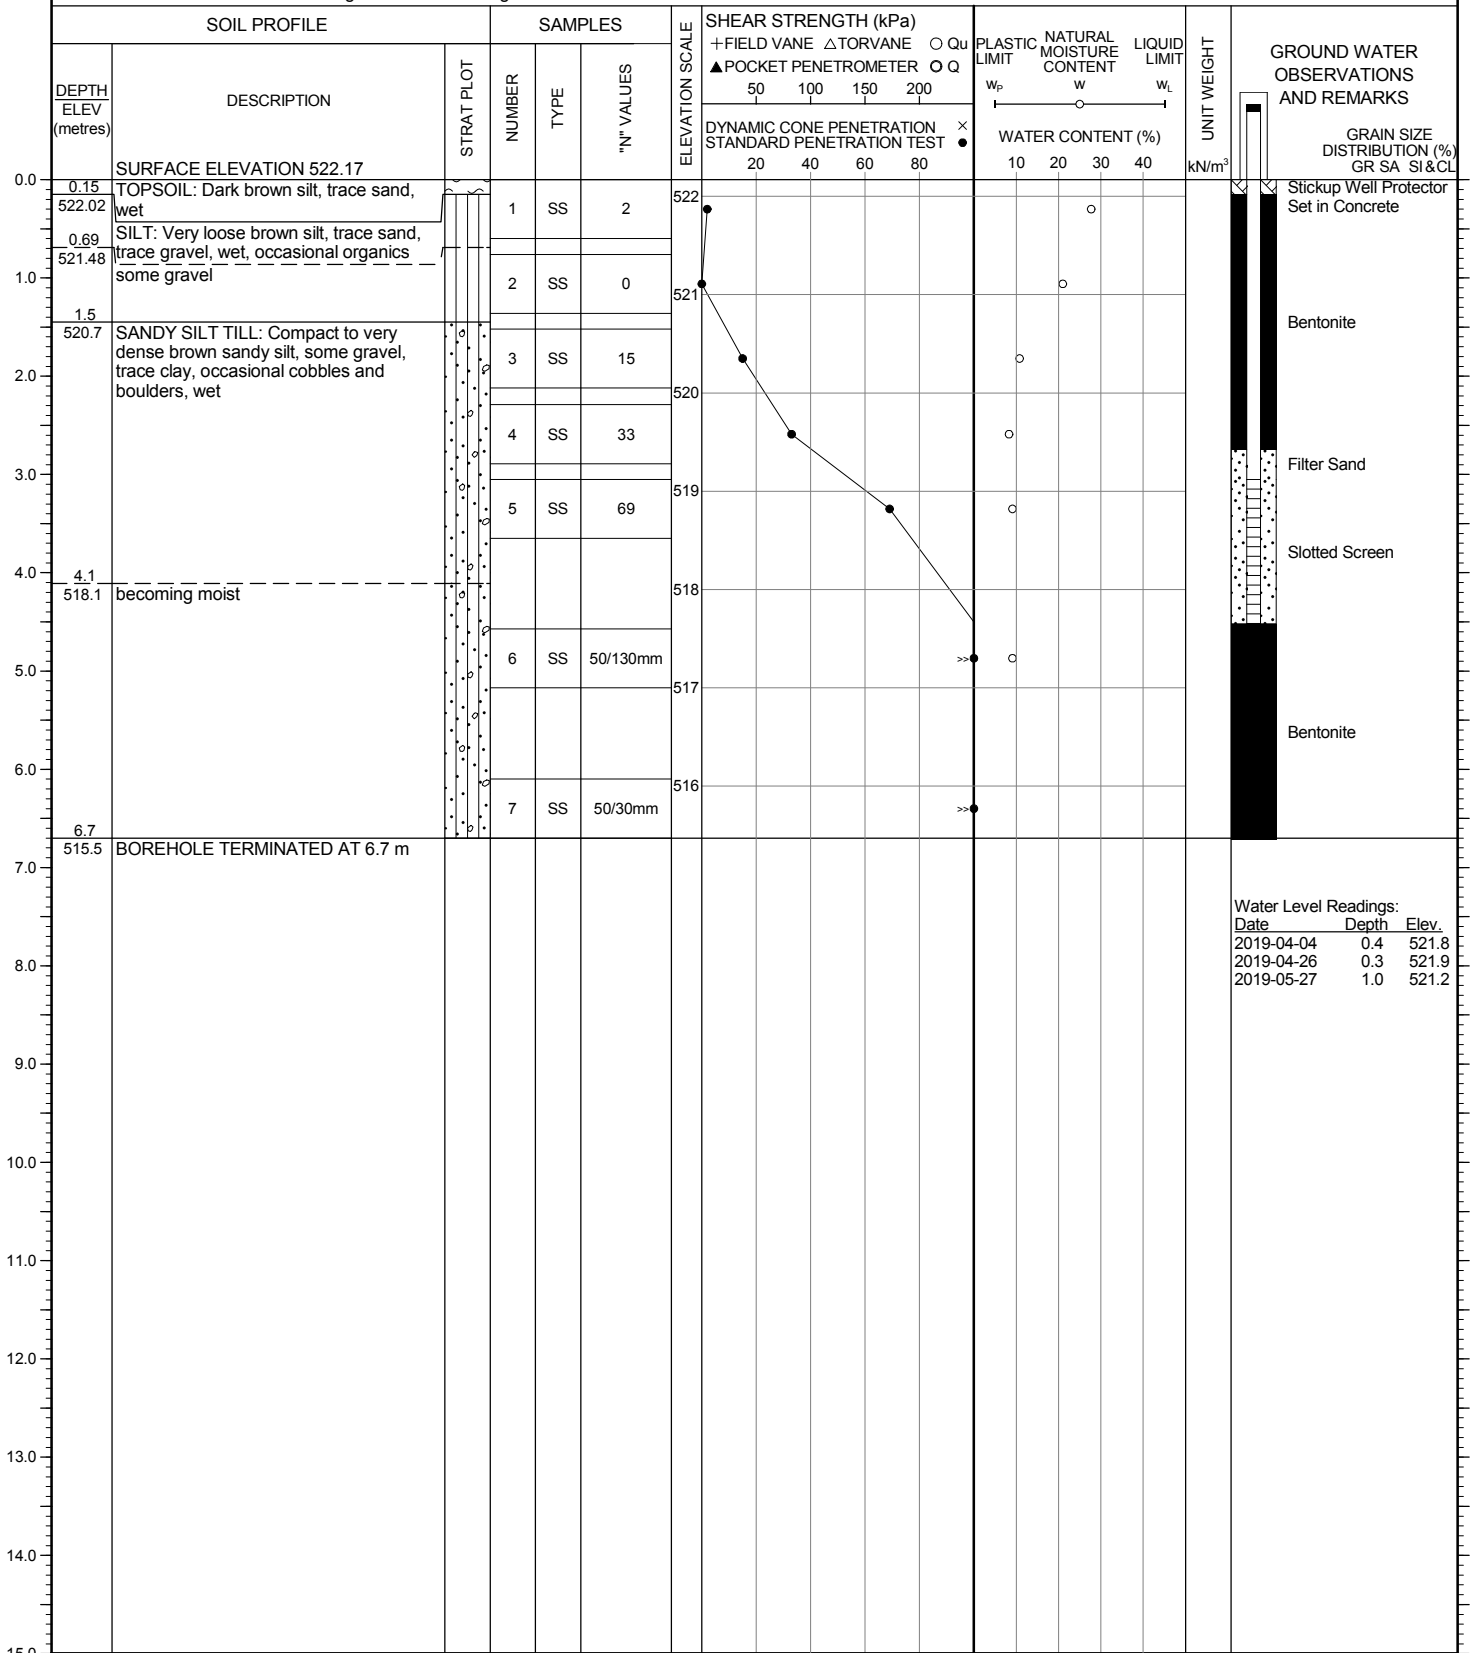 SOIL PROFILE
SAMPLES
ELEVATION SCALE
SHEAR STRENGTH (kPa)
+FIELD VANE △TORVANE ○ Qu
▲POCKET PENETROMETER O Q
50 100 150 200
DYNAMIC CONE PENETRATION ×
STANDARD PENETRATION TEST ●
20 40 60 80
PLASTIC LIMIT
NATURAL MOISTURE CONTENT
LIQUID LIMIT
WP W WL
WATER CONTENT (%)
10 20 30 40
UNIT WEIGHT
kN/m³
GROUND WATER
OBSERVATIONS
AND REMARKS
GRAIN SIZE
DISTRIBUTION (%)
GR SA SI&CL
DEPTH
ELEV
(metres)
DESCRIPTION
STRAT PLOT
NUMBER
TYPE
"N" VALUES
SURFACE ELEVATION 522.17
0.0
0.15
522.02
TOPSOIL: Dark brown silt, trace sand,
wet
1 SS 2
522
Stickup Well Protector
Set in Concrete
0.69
521.48
SILT: Very loose brown silt, trace sand,
trace gravel, wet, occasional organics
some gravel
1.0
2 SS 0
521
1.5
520.7
SANDY SILT TILL: Compact to very
dense brown sandy silt, some gravel,
trace clay, occasional cobbles and
boulders, wet
3 SS 15
Bentonite
2.0
520
4 SS 33
3.0
Filter Sand
519
5 SS 69
Slotted Screen
4.0
4.1
518.1
becoming moist
518
6 SS 50/130mm
>>
5.0
517
Bentonite
6.0
516
7 SS 50/30mm
>>
6.7
515.5
BOREHOLE TERMINATED AT 6.7 m
7.0
Water Level Readings:
Date Depth Elev.
2019-04-04 0.4 521.8
2019-04-26 0.3 521.9
2019-05-27 1.0 521.2
8.0
9.0
10.0
11.0
12.0
13.0
14.0
15.0